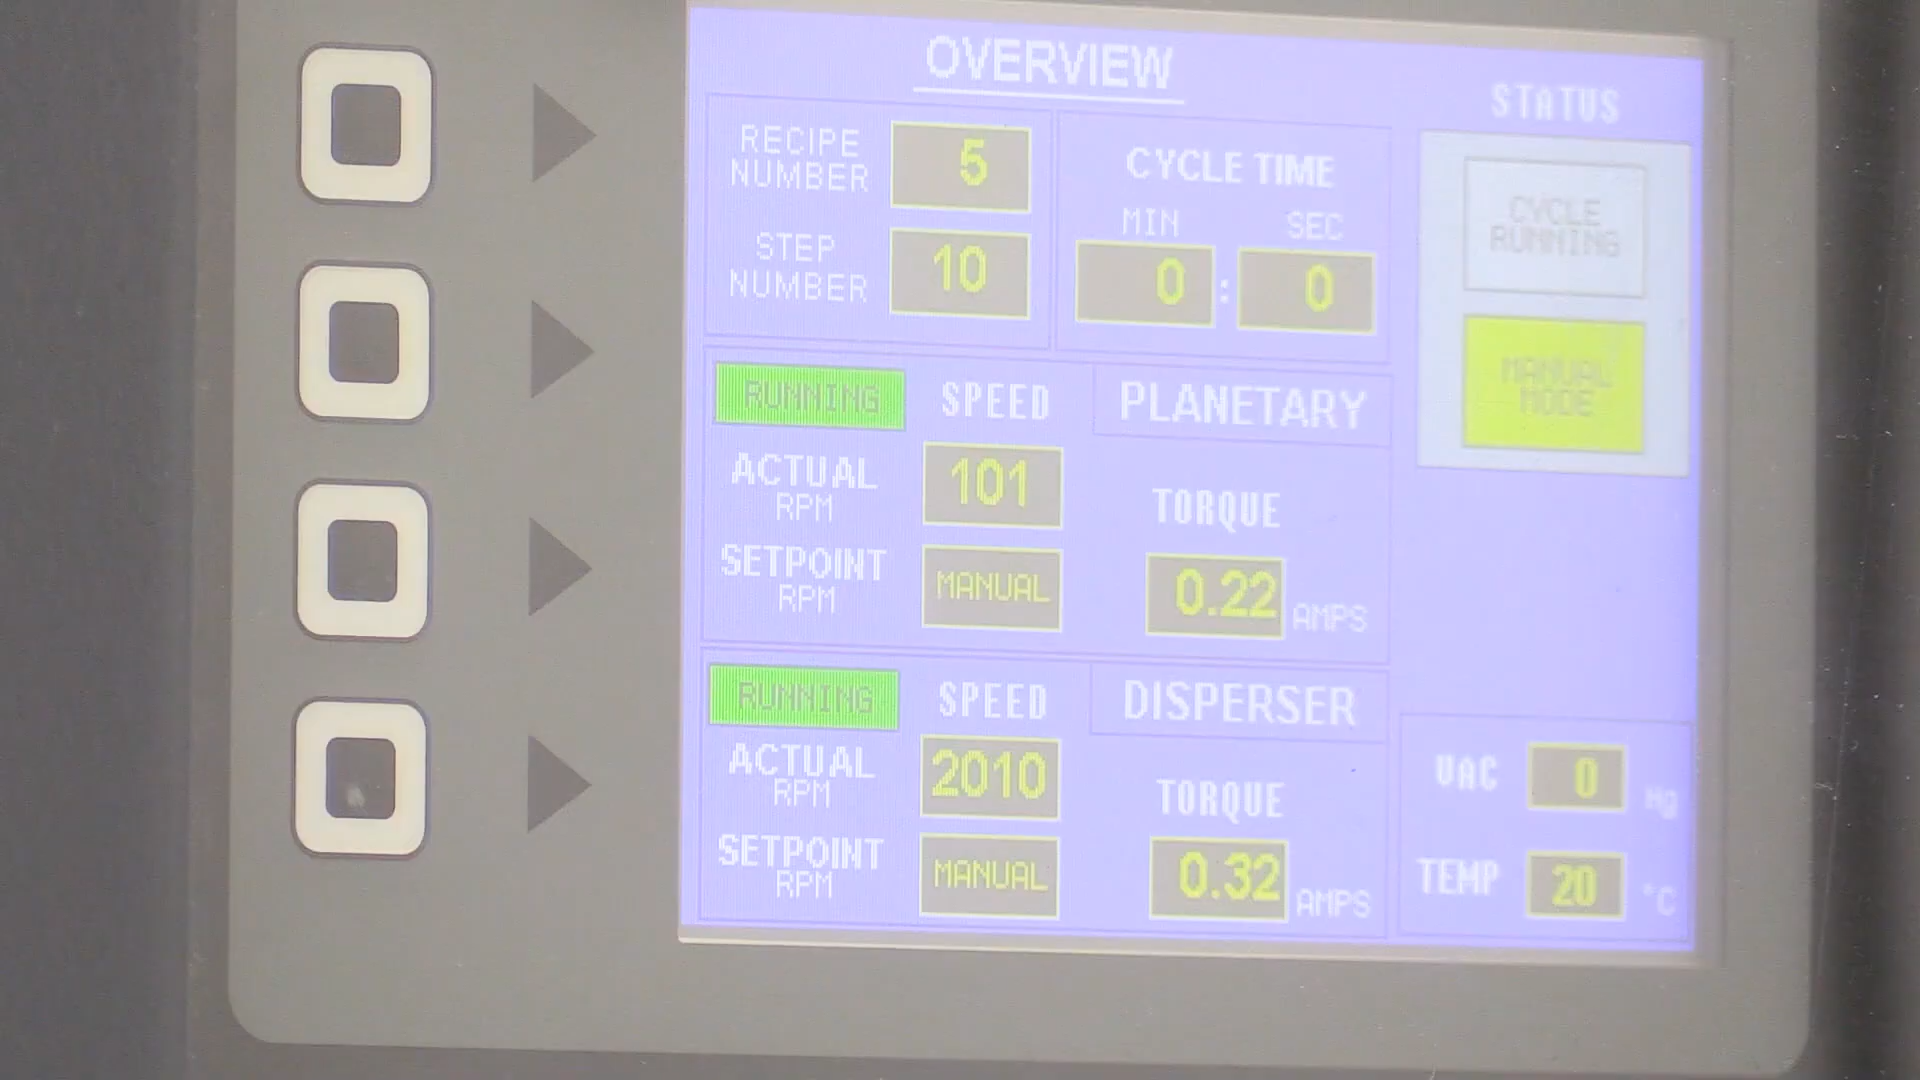 OVERVIEW
STATUS
RECIPE
NUMBER
5
STEP
NUMBER
10
CYCLE TIME
MIN
SEC
0 : 0
CYCLE
RUNNING
MANUAL
MODE
RUNNING
SPEED
PLANETARY
ACTUAL
RPM
101
SETPOINT
RPM
MANUAL
TORQUE
0.22 AMPS
RUNNING
SPEED
DISPERSER
ACTUAL
RPM
2010
SETPOINT
RPM
MANUAL
TORQUE
0.32 AMPS
VAC 0 Hg
TEMP 20 °C